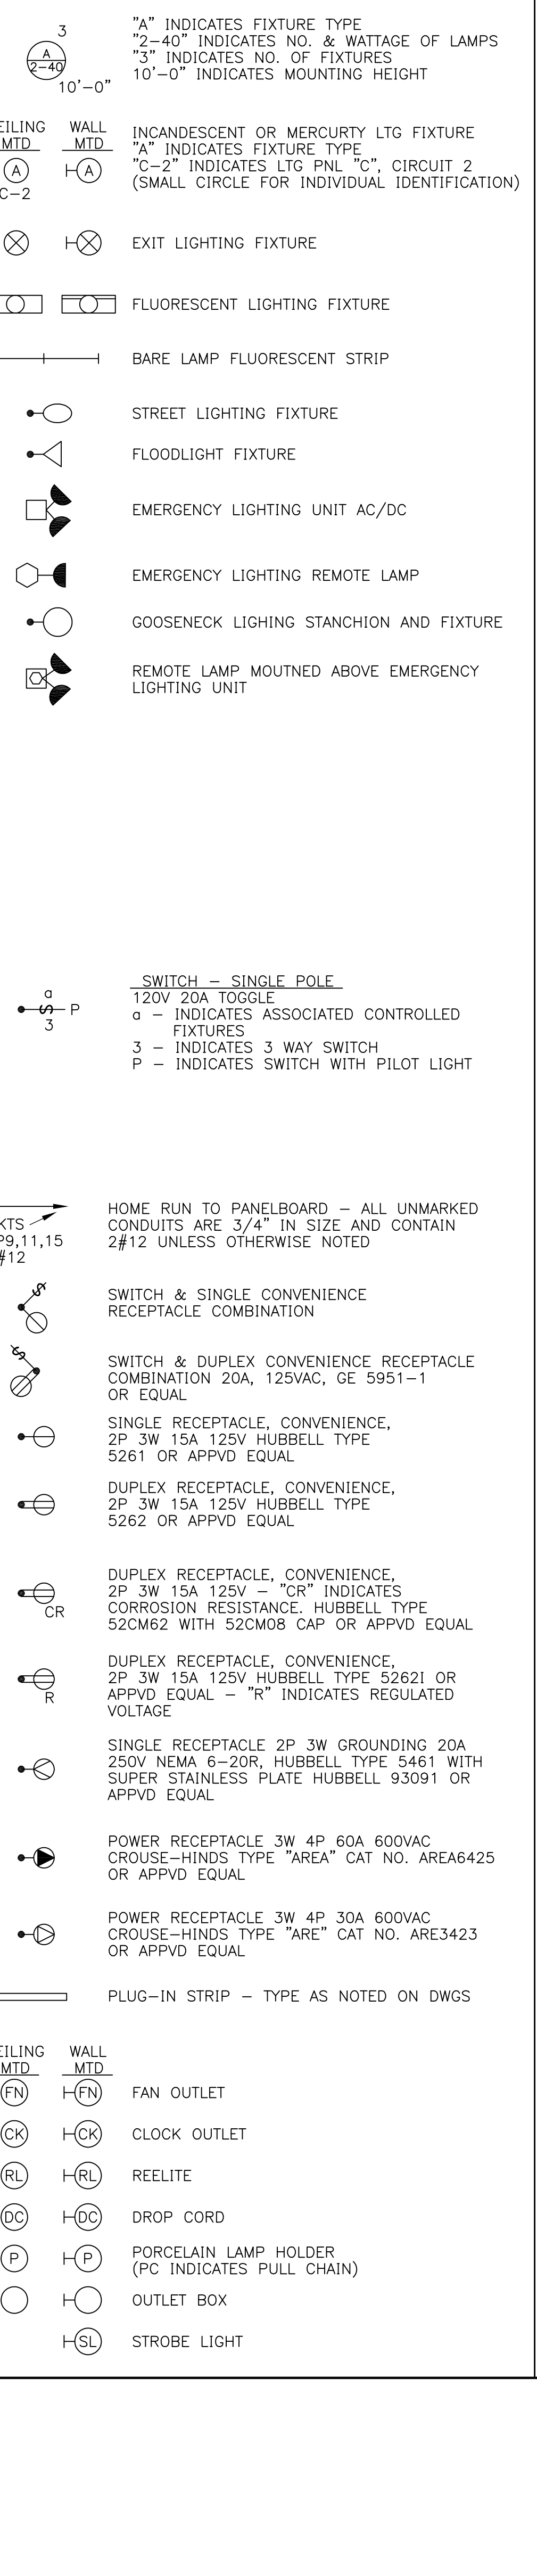 3
A
2-40
10'-0"
"A" INDICATES FIXTURE TYPE
"2-40" INDICATES NO. & WATTAGE OF LAMPS
"3" INDICATES NO. OF FIXTURES
10'-0" INDICATES MOUNTING HEIGHT
EILING WALL
MTD MTD
A A
C-2
INCANDESCENT OR MERCURTY LTG FIXTURE
"A" INDICATES FIXTURE TYPE
"C-2" INDICATES LTG PNL "C", CIRCUIT 2
(SMALL CIRCLE FOR INDIVIDUAL IDENTIFICATION)
EXIT LIGHTING FIXTURE
FLUORESCENT LIGHTING FIXTURE
BARE LAMP FLUORESCENT STRIP
STREET LIGHTING FIXTURE
FLOODLIGHT FIXTURE
EMERGENCY LIGHTING UNIT AC/DC
EMERGENCY LIGHTING REMOTE LAMP
GOOSENECK LIGHING STANCHION AND FIXTURE
REMOTE LAMP MOUTNED ABOVE EMERGENCY
LIGHTING UNIT
a
S P
3
SWITCH - SINGLE POLE
120V 20A TOGGLE
a - INDICATES ASSOCIATED CONTROLLED
FIXTURES
3 - INDICATES 3 WAY SWITCH
P - INDICATES SWITCH WITH PILOT LIGHT
KTS
P9,11,15
#12
HOME RUN TO PANELBOARD - ALL UNMARKED
CONDUITS ARE 3/4" IN SIZE AND CONTAIN
2#12 UNLESS OTHERWISE NOTED
$
SWITCH & SINGLE CONVENIENCE
RECEPTACLE COMBINATION
$
SWITCH & DUPLEX CONVENIENCE RECEPTACLE
COMBINATION 20A, 125VAC, GE 5951-1
OR EQUAL
SINGLE RECEPTACLE, CONVENIENCE,
2P 3W 15A 125V HUBBELL TYPE
5261 OR APPVD EQUAL
DUPLEX RECEPTACLE, CONVENIENCE,
2P 3W 15A 125V HUBBELL TYPE
5262 OR APPVD EQUAL
CR
DUPLEX RECEPTACLE, CONVENIENCE,
2P 3W 15A 125V - "CR" INDICATES
CORROSION RESISTANCE. HUBBELL TYPE
52CM62 WITH 52CM08 CAP OR APPVD EQUAL
R
DUPLEX RECEPTACLE, CONVENIENCE,
2P 3W 15A 125V HUBBELL TYPE 5262I OR
APPVD EQUAL - "R" INDICATES REGULATED
VOLTAGE
SINGLE RECEPTACLE 2P 3W GROUNDING 20A
250V NEMA 6-20R, HUBBELL TYPE 5461 WITH
SUPER STAINLESS PLATE HUBBELL 93091 OR
APPVD EQUAL
POWER RECEPTACLE 3W 4P 60A 600VAC
CROUSE-HINDS TYPE "AREA" CAT NO. AREA6425
OR APPVD EQUAL
POWER RECEPTACLE 3W 4P 30A 600VAC
CROUSE-HINDS TYPE "ARE" CAT NO. ARE3423
OR APPVD EQUAL
PLUG-IN STRIP - TYPE AS NOTED ON DWGS
EILING WALL
MTD MTD
FN FN FAN OUTLET
CK CK CLOCK OUTLET
RL RL REELITE
DC DC DROP CORD
P P PORCELAIN LAMP HOLDER
(PC INDICATES PULL CHAIN)
OUTLET BOX
SL STROBE LIGHT